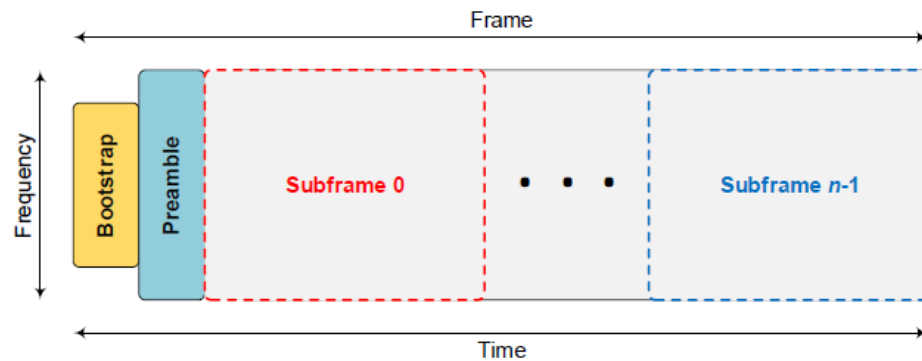 Frame
Frequency
Bootstrap
Preamble
Subframe 0
• • •
Subframe n-1
Time